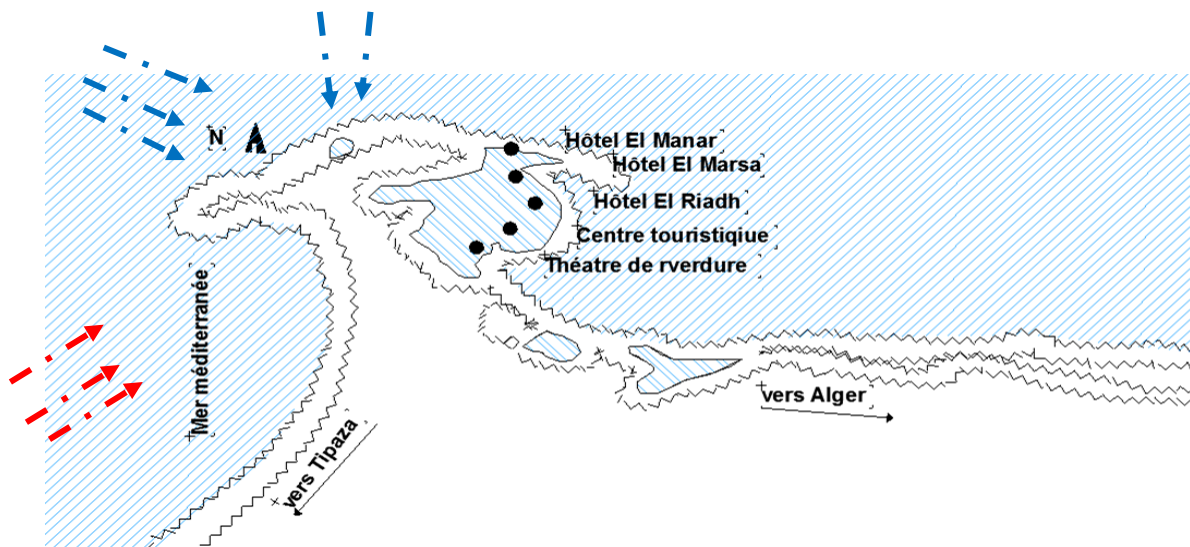 N
Hôtel El Manar
Hôtel El Marsa
Hôtel El Riadh
Centre touristiqiue
Théatre de rverdure
Mer méditerranée
vers Alger
vers Tipaza